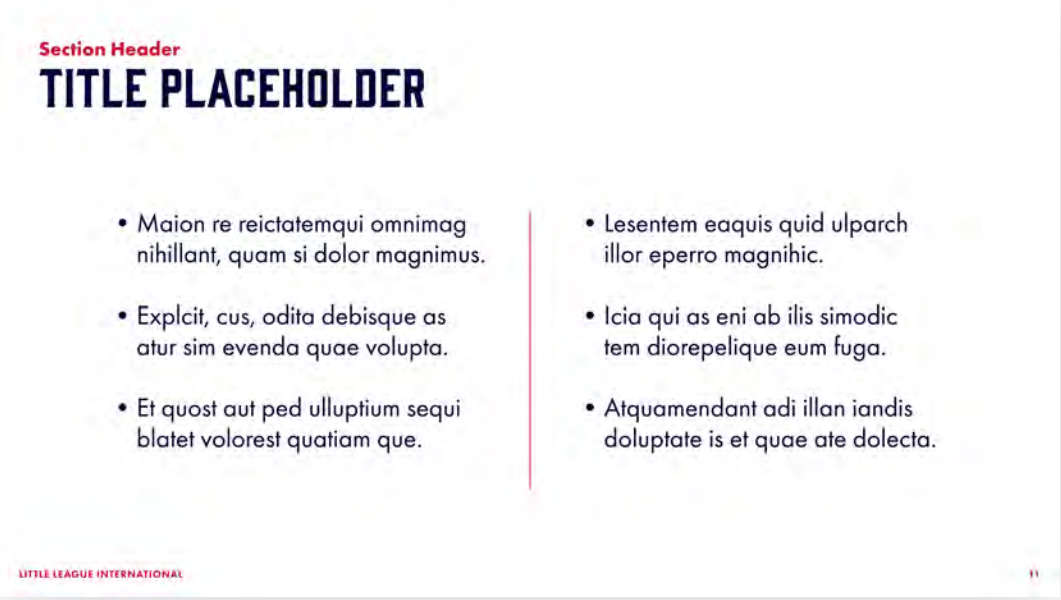 Section Header
TITLE PLACEHOLDER
• Maion re reictatemqui omnimag
nihillant, quam si dolor magnimus.
• Explcit, cus, odita debisque as
atur sim evenda quae volupta.
• Et quost aut ped ulluptium sequi
blatet volorest quatiam que.
• Lesentem eaquis quid ulparch
illor eperro magnihic.
• Icia qui as eni ab ilis simodic
tem diorepelique eum fuga.
• Atquamendant adi illan iandis
doluptate is et quae ate dolecta.
LITTLE LEAGUE INTERNATIONAL
11